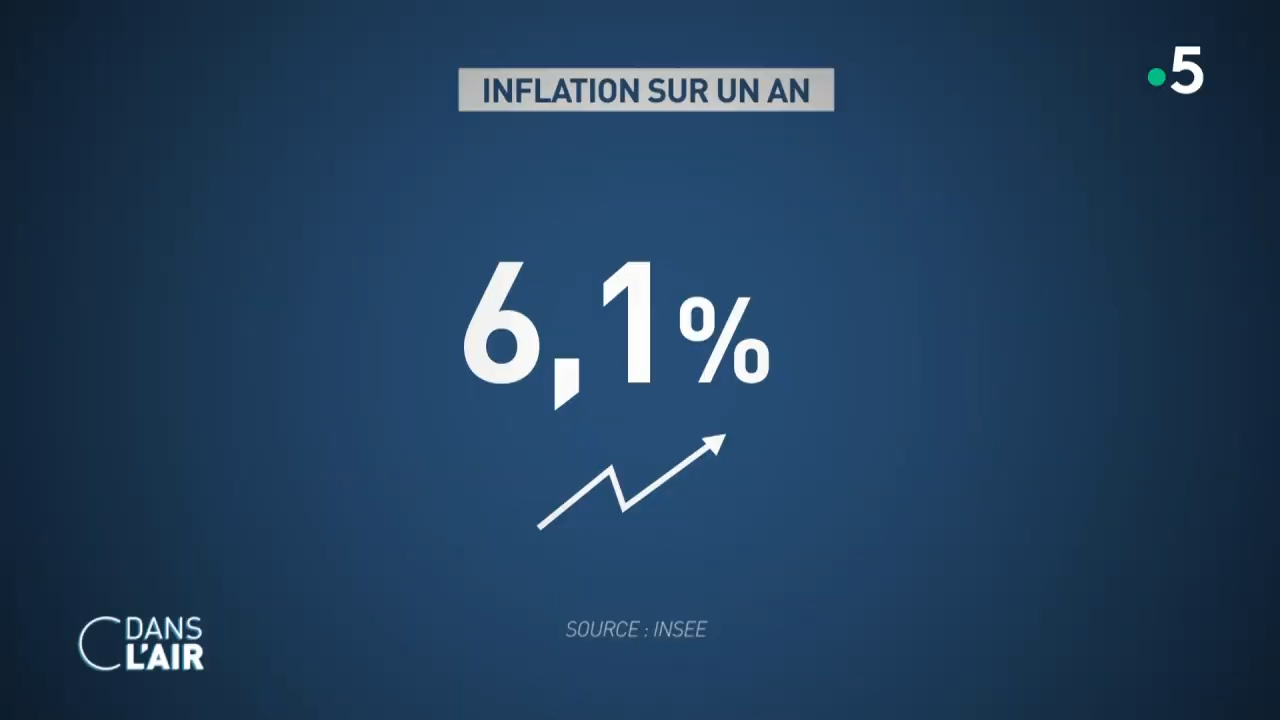 INFLATION SUR UN AN
5
6,1%
SOURCE : INSEE
C DANS
L'AIR